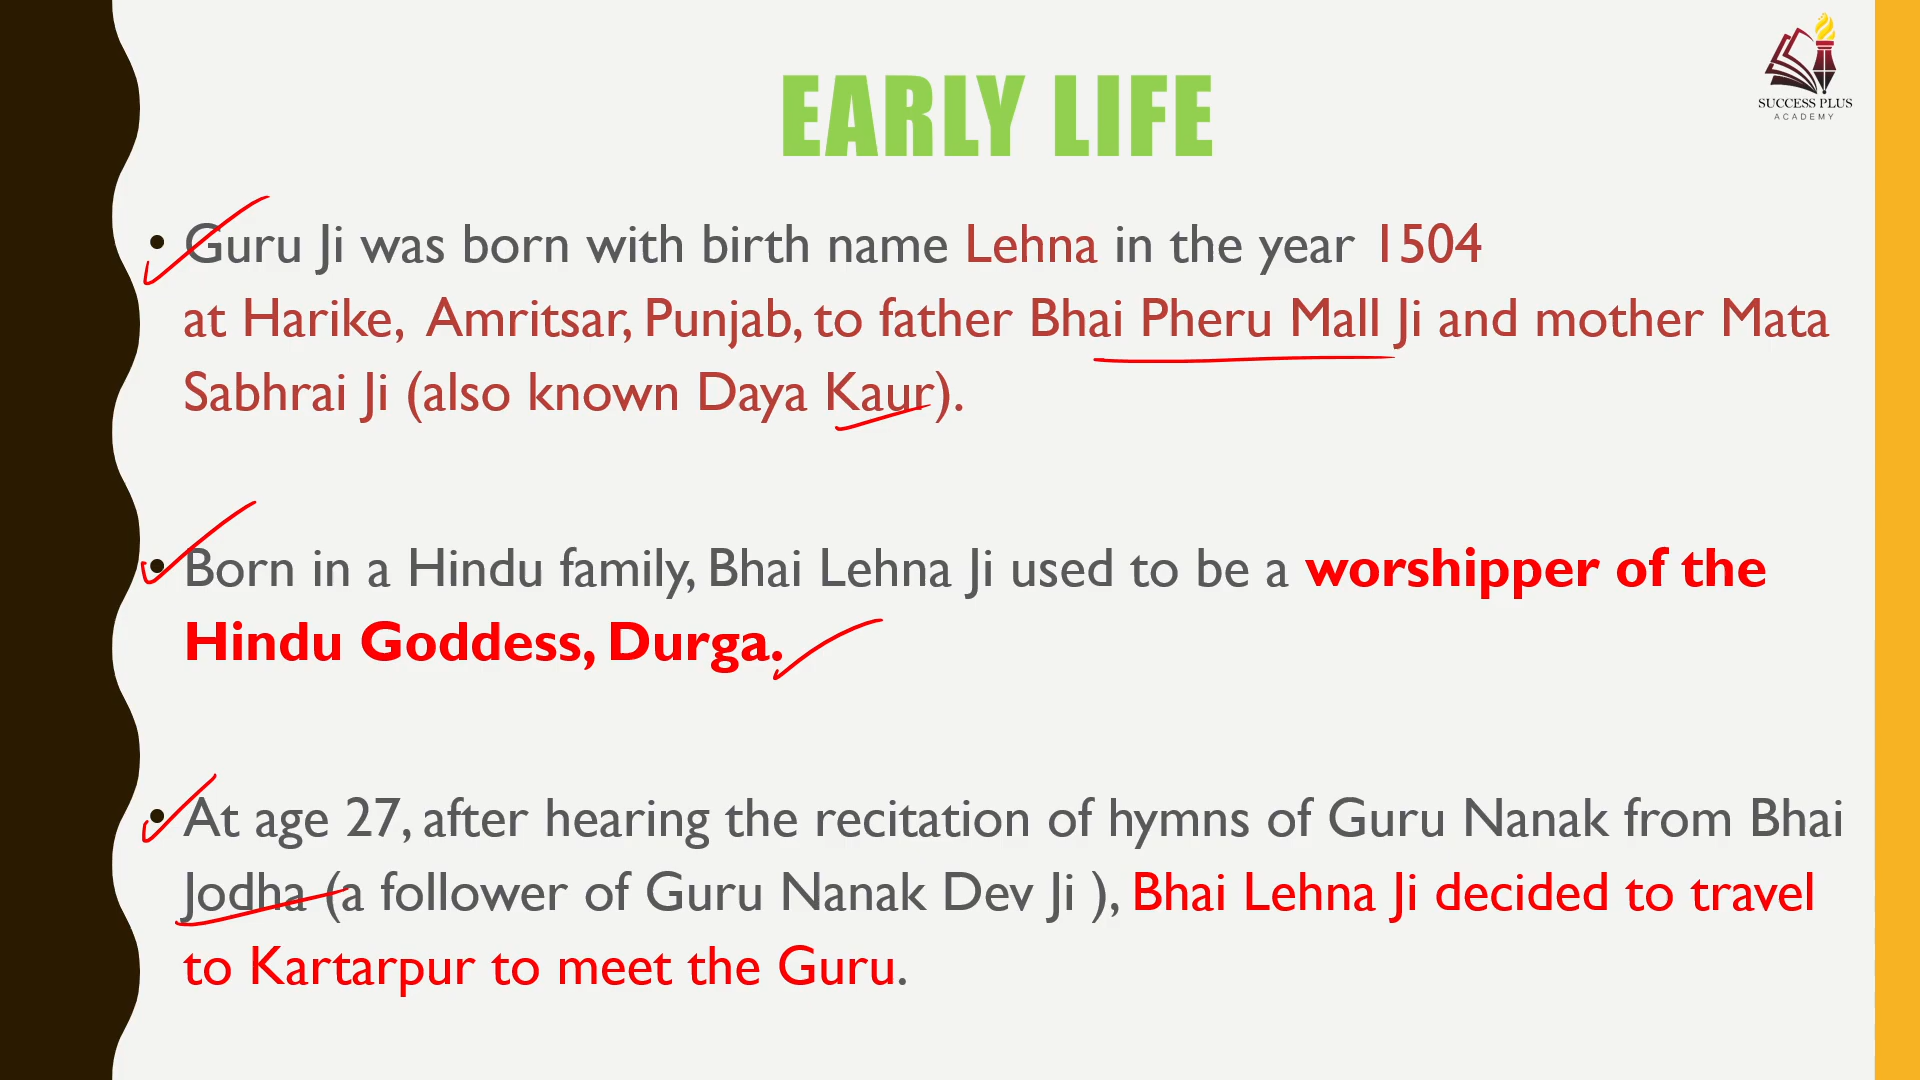 SUCCESS PLUS
ACADEMY
EARLY LIFE
• Guru Ji was born with birth name Lehna in the year 1504
at Harike, Amritsar, Punjab, to father Bhai Pheru Mall Ji and mother Mata
Sabhrai Ji (also known Daya Kaur).
• Born in a Hindu family, Bhai Lehna Ji used to be a worshipper of the
Hindu Goddess, Durga.
• At age 27, after hearing the recitation of hymns of Guru Nanak from Bhai
Jodha (a follower of Guru Nanak Dev Ji ), Bhai Lehna Ji decided to travel
to Kartarpur to meet the Guru.